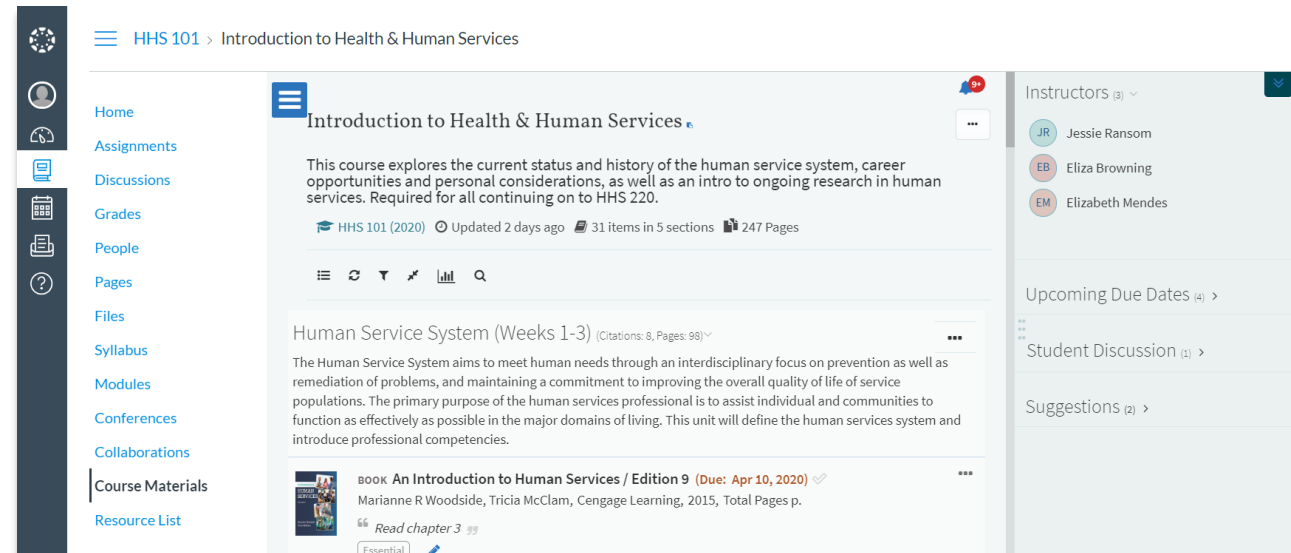 HHS 101 > Introduction to Health & Human Services
Home
Assignments
Discussions
Grades
People
Pages
Files
Syllabus
Modules
Conferences
Collaborations
Course Materials
Resource List
9+
Introduction to Health & Human Services
This course explores the current status and history of the human service system, career
opportunities and personal considerations, as well as an intro to ongoing research in human
services. Required for all continuing on to HHS 220.
HHS 101 (2020) Updated 2 days ago 31 items in 5 sections 247 Pages
Human Service System (Weeks 1-3) (Citations: 8, Pages: 98)
The Human Service System aims to meet human needs through an interdisciplinary focus on prevention as well as
remediation of problems, and maintaining a commitment to improving the overall quality of life of service
populations. The primary purpose of the human services professional is to assist individual and communities to
function as effectively as possible in the major domains of living. This unit will define the human services system and
introduce professional competencies.
HUMAN
SERVICES
BOOK An Introduction to Human Services / Edition 9 (Due: Apr 10, 2020)
Marianne R Woodside, Tricia McClam, Cengage Learning, 2015, Total Pages p.
“ Read chapter 3 ”
Essential
Instructors (3)
JR Jessie Ransom
EB Eliza Browning
EM Elizabeth Mendes
Upcoming Due Dates (4) >
Student Discussion (1) >
Suggestions (2) >